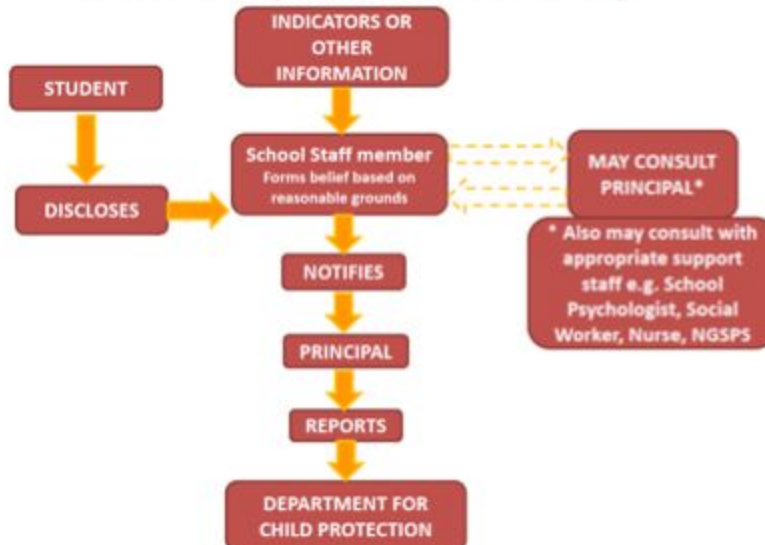 INDICATORS OR
OTHER
INFORMATION
STUDENT
School Staff member
Forms belief based on
reasonable grounds
MAY CONSULT
PRINCIPAL*
DISCLOSES
* Also may consult with
appropriate support
staff e.g. School
Psychologist, Social
Worker, Nurse, NGSPS
NOTIFIES
PRINCIPAL
REPORTS
DEPARTMENT FOR
CHILD PROTECTION